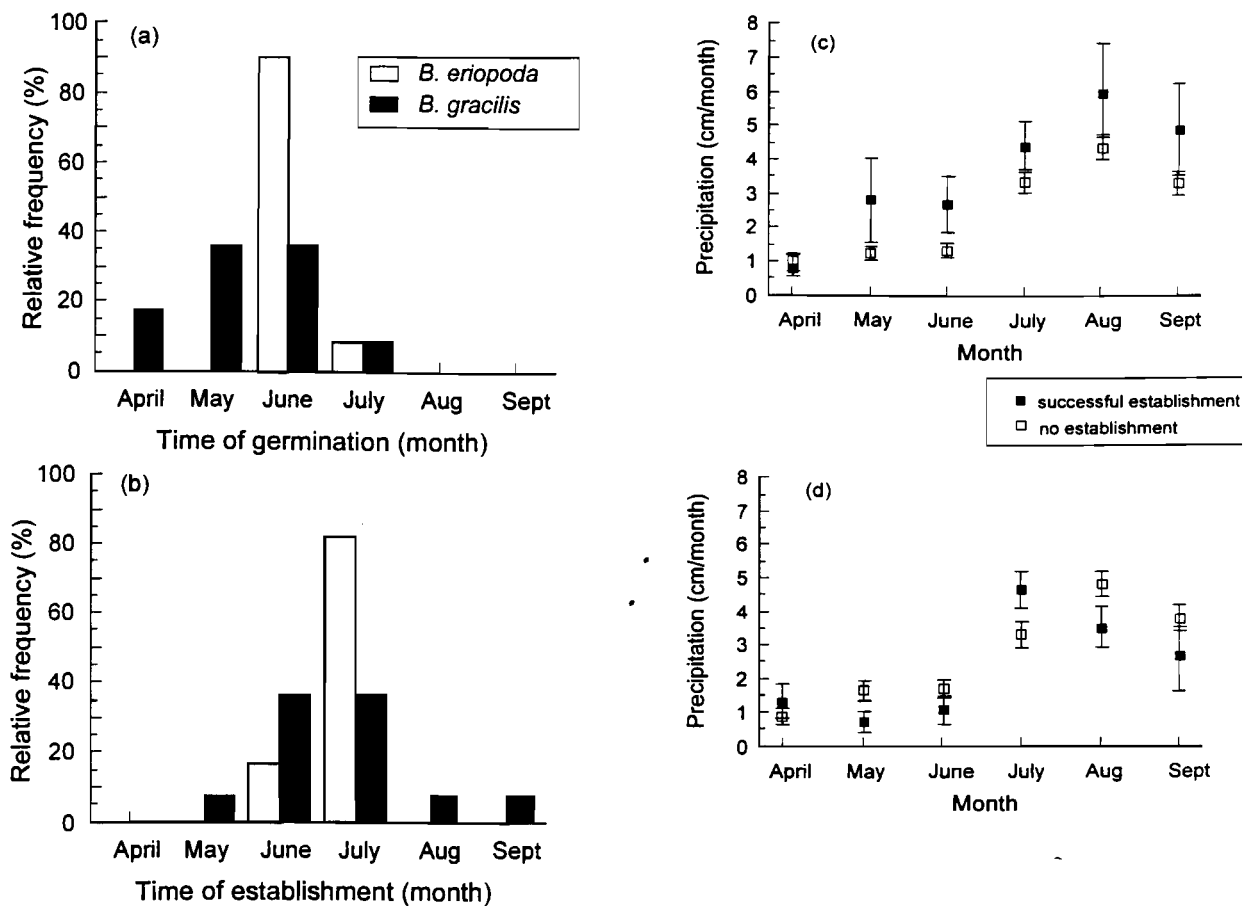 (a)
100
80
60
40
20
0
Relative frequency (%)
B. eriopoda
B. gracilis
April May June July Aug Sept
Time of germination (month)
(b)
100
80
60
40
20
0
Relative frequency (%)
April May June July Aug Sept
Time of establishment (month)
(c)
8
7
6
5
4
3
2
1
0
Precipitation (cm/month)
April May June July Aug Sept
Month
successful establishment
no establishment
(d)
8
7
6
5
4
3
2
1
0
Precipitation (cm/month)
April May June July Aug Sept
Month